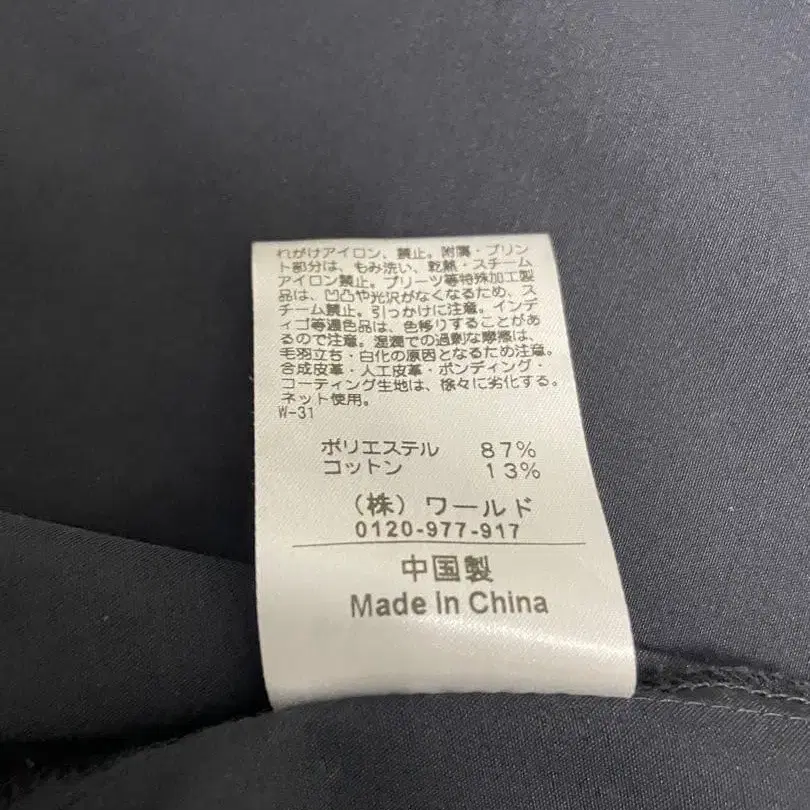 れがけアイロン、禁止。附属・プリン
ト部分は、もみ洗い、乾熱・スチーム
アイロン禁止。プリーツ等特殊加工製
品は、凹凸や光沢がなくなるため、ス
チーム禁止。引っかけに注意。インデ
ィゴ等濃色品は、色移りすることがあ
るので注意。湿潤での過剰な摩擦は、
毛羽立ち・白化の原因となるため注意。
合成皮革・人工皮革・ボンディング・
コーティング生地は、徐々に劣化する。
ネット使用。
W-31
ポリエステル 87%
コットン 13%
(株) ワールド
0120-977-917
中国製
Made in China